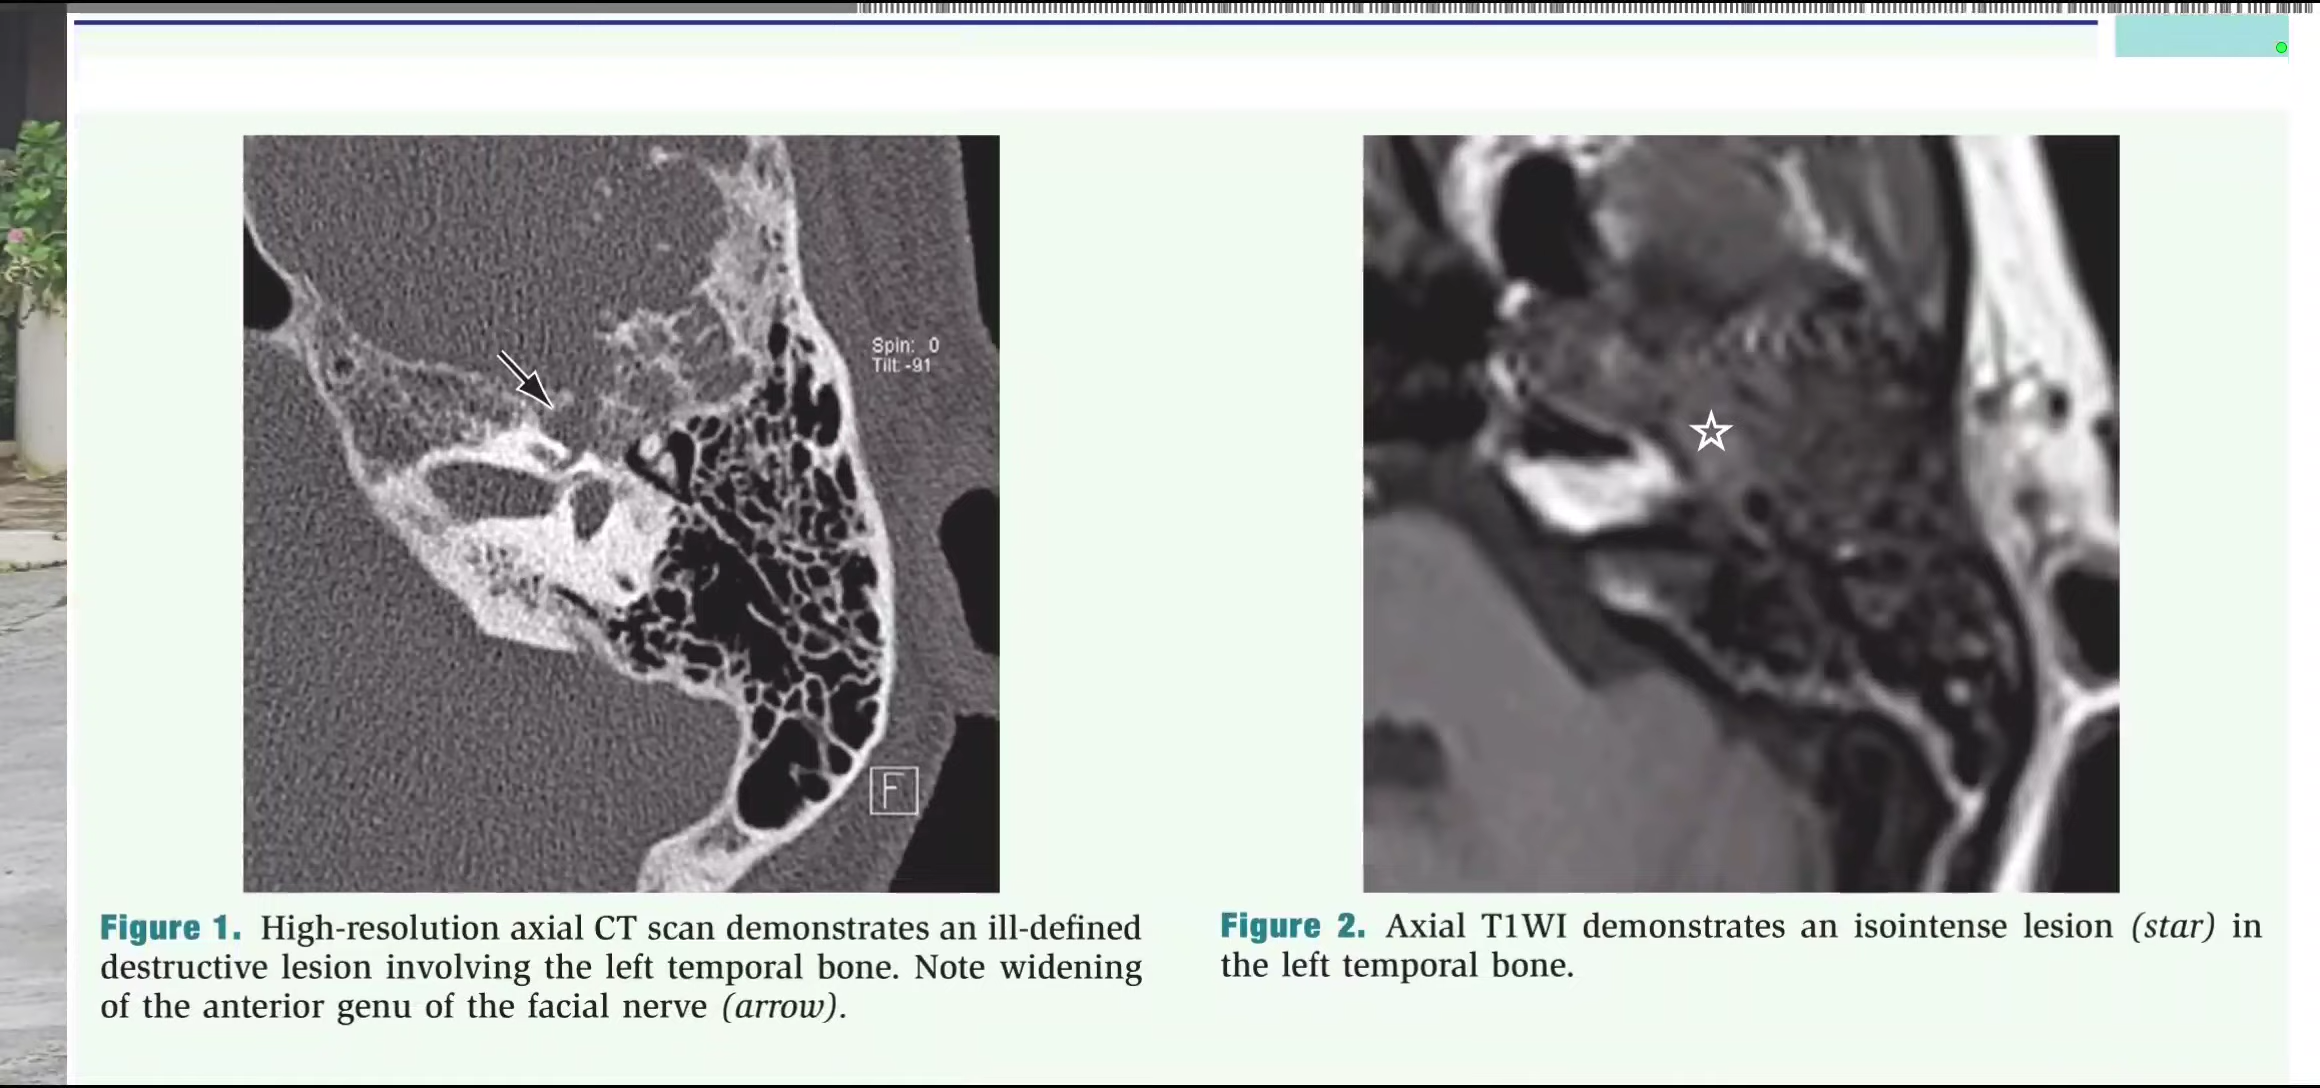 Spin: 0
Tilt: -91
F
Figure 1. High-resolution axial CT scan demonstrates an ill-defined
destructive lesion involving the left temporal bone. Note widening
of the anterior genu of the facial nerve (arrow).
Figure 2. Axial T1WI demonstrates an isointense lesion (star) in
the left temporal bone.